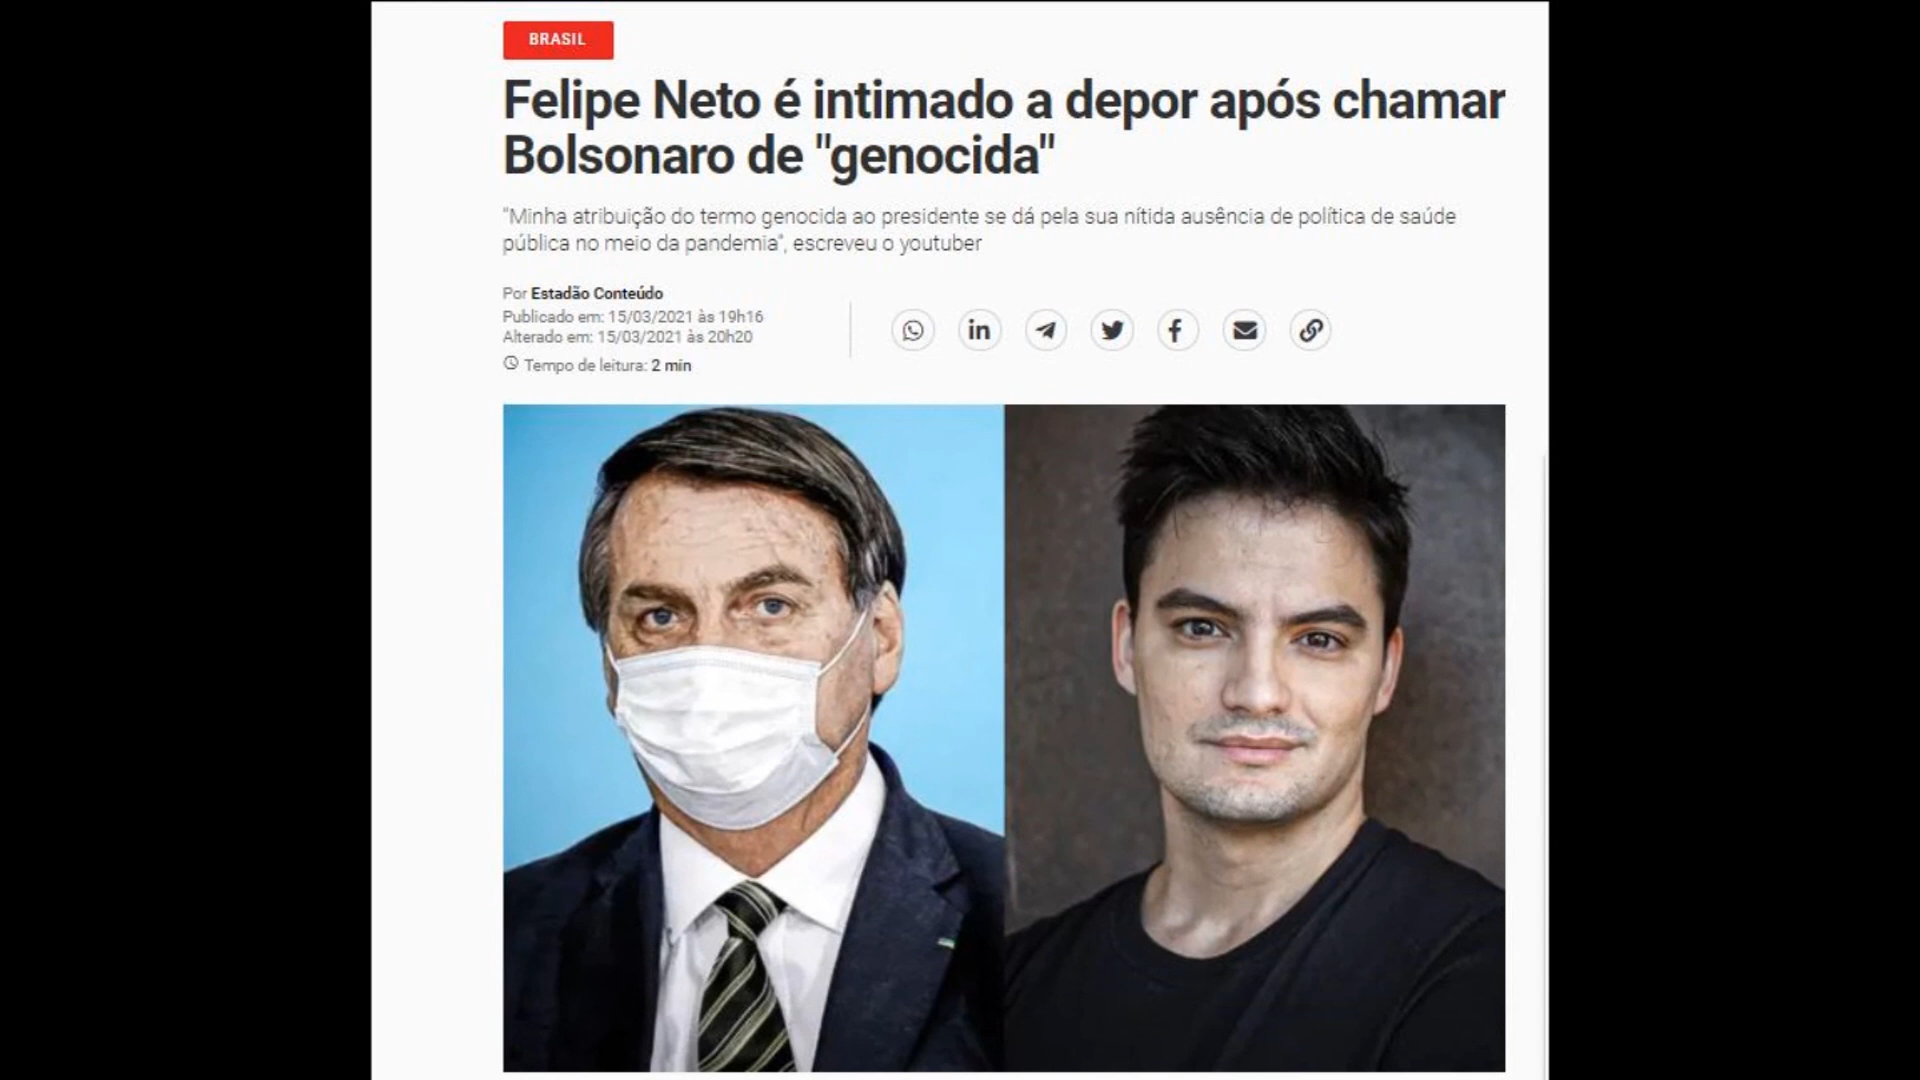 BRASIL
Felipe Neto é intimado a depor após chamar
Bolsonaro de "genocida"
"Minha atribuição do termo genocida ao presidente se dá pela sua nítida ausência de política de saúde
pública no meio da pandemia", escreveu o youtuber
Por Estadão Conteúdo
Publicado em: 15/03/2021 às 19h16
Alterado em: 15/03/2021 às 20h20
Tempo de leitura: 2 min